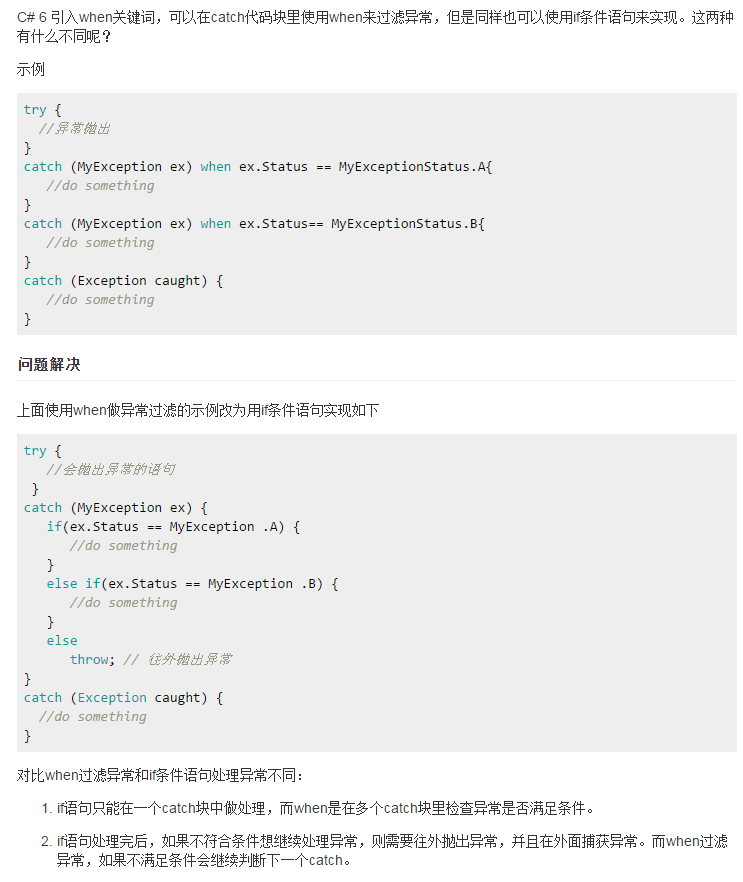 C# 6 引入when关键词，可以在catch代码块里使用when来过滤异常，但是同样也可以使用if条件语句来实现。这两种
有什么不同呢？
示例
try {
//异常抛出
}
catch (MyException ex) when ex.Status == MyExceptionStatus.A{
//do something
}
catch (MyException ex) when ex.Status== MyExceptionStatus.B{
//do something
}
catch (Exception caught) {
//do something
}
问题解决
上面使用when做异常过滤的示例改为用if条件语句实现如下
try {
//会抛出异常的语句
}
catch (MyException ex) {
if(ex.Status == MyException .A) {
//do something
}
else if(ex.Status == MyException .B) {
//do something
}
else
throw; // 往外抛出异常
}
catch (Exception caught) {
//do something
}
对比when过滤异常和if条件语句处理异常不同：
1. if语句只能在一个catch块中做处理，而when是在多个catch块里检查异常是否满足条件。
2. if语句处理完后，如果不符合条件想继续处理异常，则需要往外抛出异常，并且在外面捕获异常。而when过滤
异常，如果不满足条件会继续判断下一个catch。